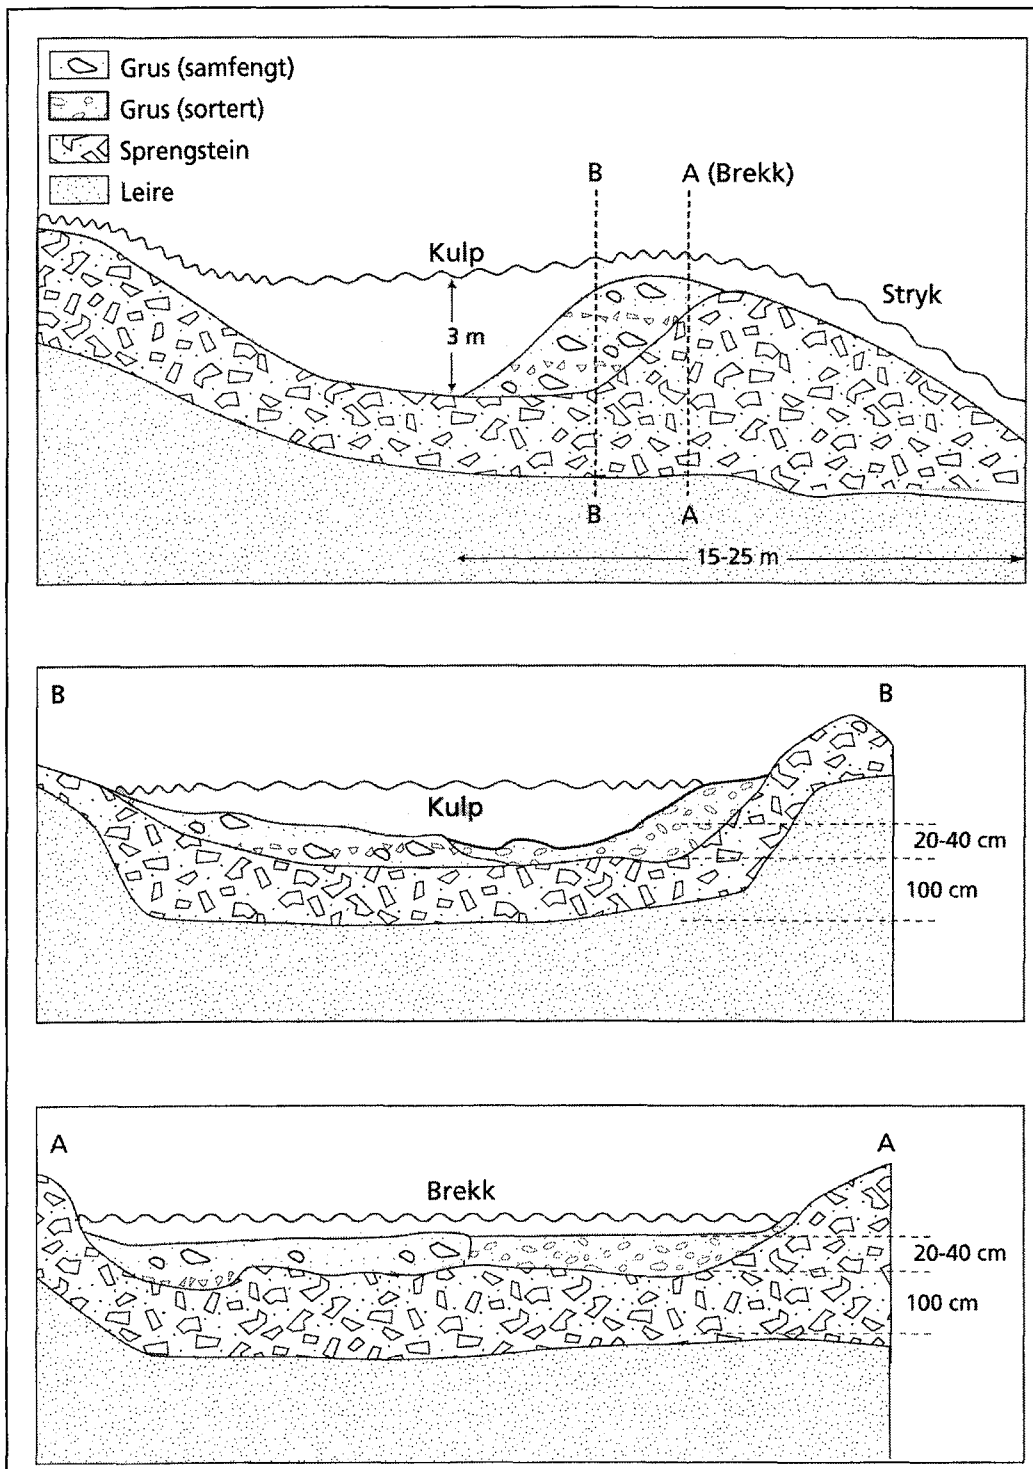 Grus (samfengt)
Grus (sortert)
Sprengstein
Leire
B A (Brekk)
Kulp
Stryk
3 m
B A
15-25 m
B B
Kulp
20-40 cm
100 cm
A A
Brekk
20-40 cm
100 cm